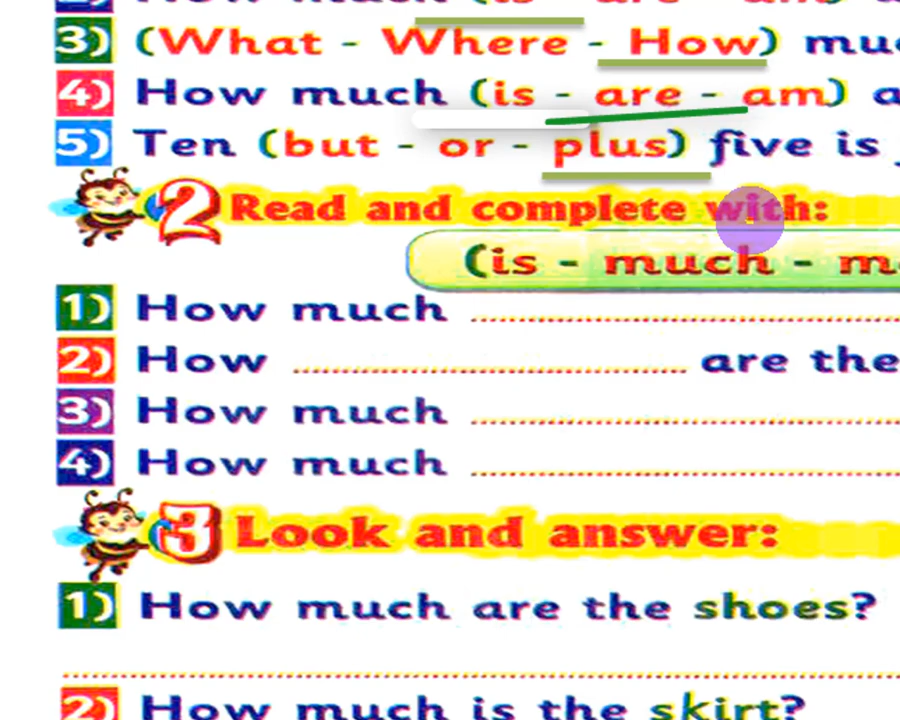 3) (What - Where - How)
4) How much (is - are - am)
5) Ten (but - or - plus) five is
2 Read and complete with:
(is - much -
1) How much ........................
2) How ........................ are the
3) How much ........................
4) How much ........................
3 Look and answer:
1) How much are the shoes?
........................
2) How much is the skirt?